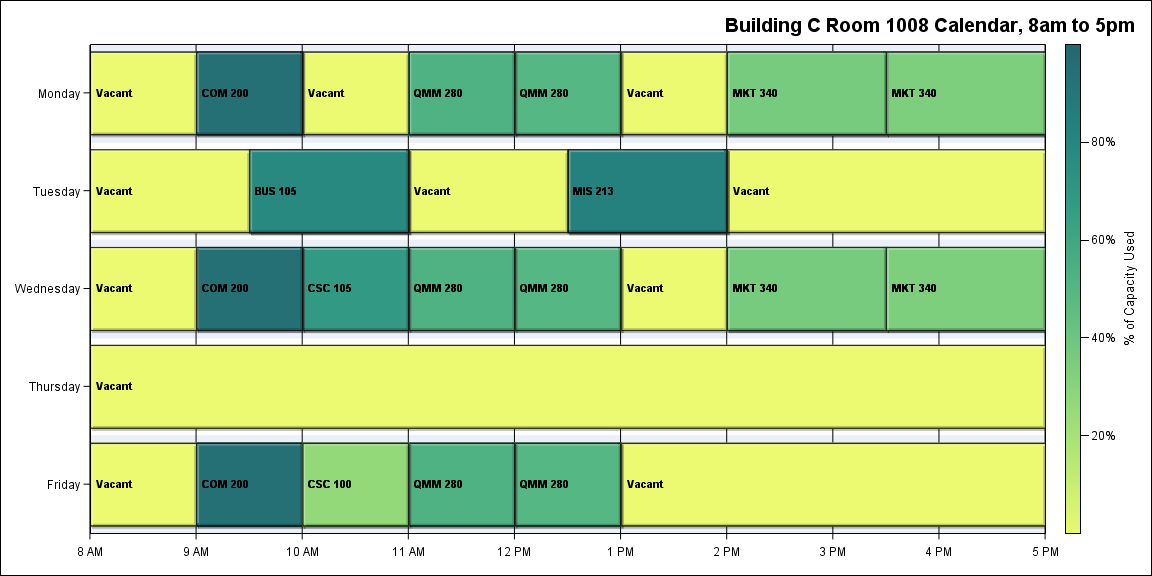 Building C Room 1008 Calendar, 8am to 5pm
Monday
Vacant
COM 200
Vacant
QMM 280
QMM 280
Vacant
MKT 340
MKT 340
Tuesday
Vacant
BUS 105
Vacant
MIS 213
Vacant
Wednesday
Vacant
COM 200
CSC 105
QMM 280
QMM 280
Vacant
MKT 340
MKT 340
Thursday
Vacant
Friday
Vacant
COM 200
CSC 100
QMM 280
QMM 280
Vacant
8 AM
9 AM
10 AM
11 AM
12 PM
1 PM
2 PM
3 PM
4 PM
5 PM
80%
60%
40%
20%
% of Capacity Used